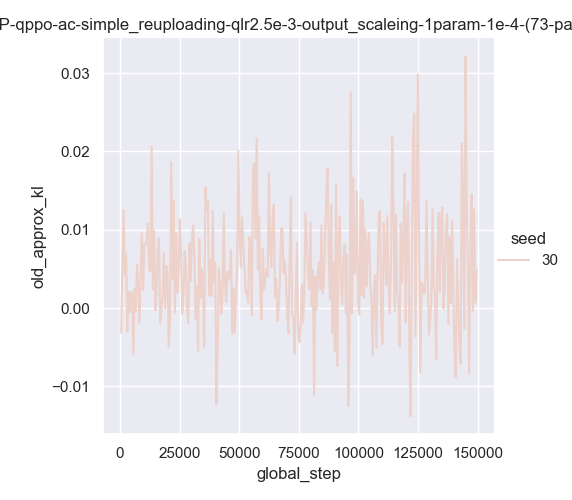 P-qppo-ac-simple_reuploading-qlr2.5e-3-output_scaleing-1param-1e-4-(73-pa
0.03
0.02
0.01
0.00
−0.01
old_approx_kl
seed
30
0 25000 50000 75000 100000 125000 150000
global_step